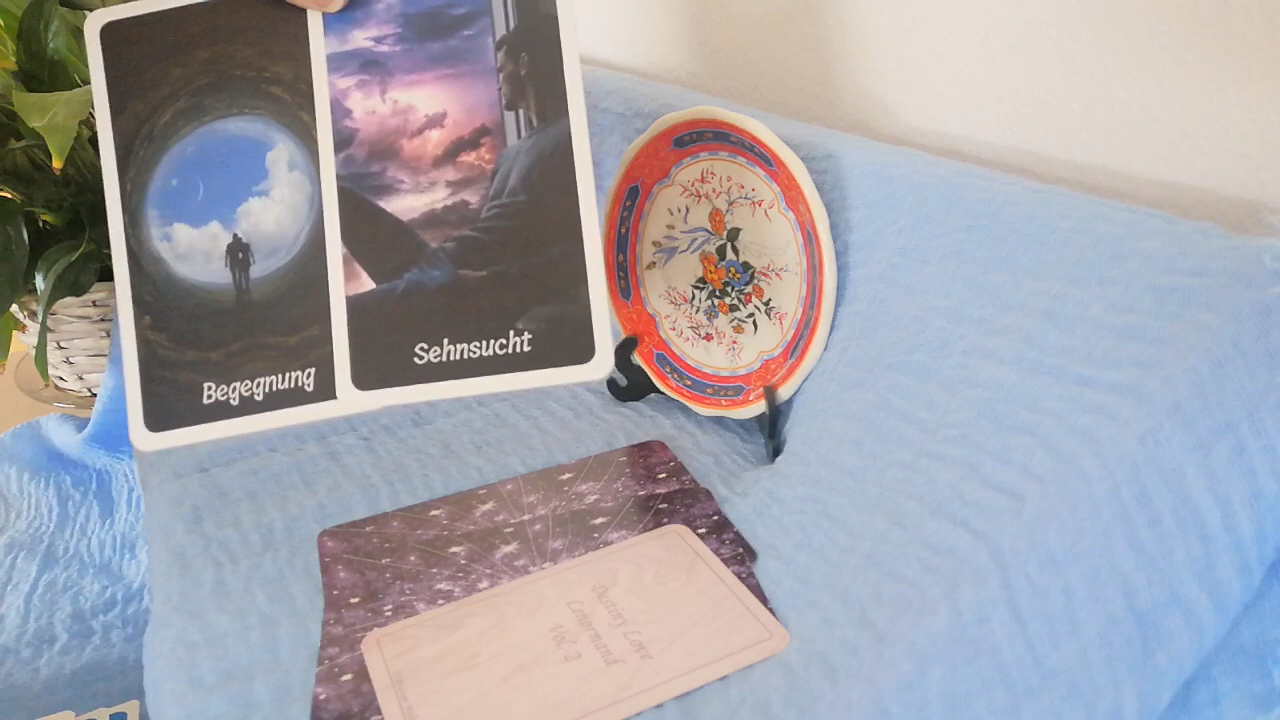 Begegnung
Sehnsucht
Destiny Love
Lenormand
Vol. 2